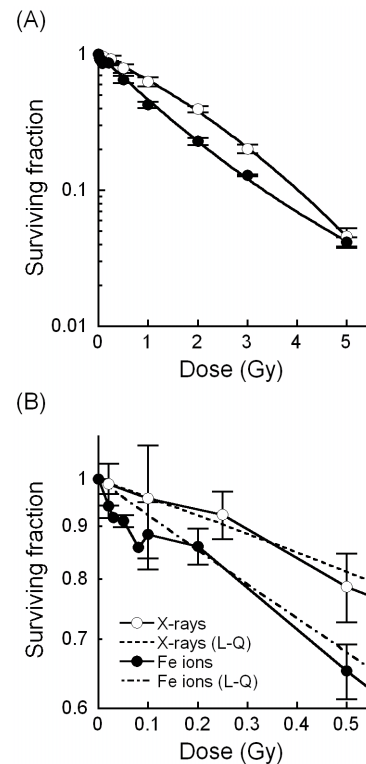 (A)
1
0.1
0.01
Surviving fraction
0 1 2 3 4 5
Dose (Gy)
(B)
1
0.9
0.8
0.7
0.6
Surviving fraction
X-rays
X-rays (L-Q)
Fe ions
Fe ions (L-Q)
0 0.1 0.2 0.3 0.4 0.5
Dose (Gy)